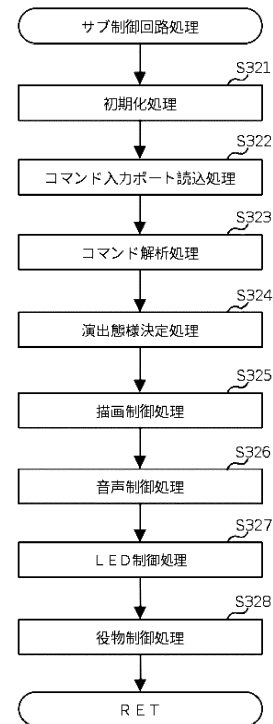 サブ制御回路処理
S321
初期化処理
S322
コマンド入力ポート読込処理
S323
コマンド解析処理
S324
演出態様決定処理
S325
描画制御処理
S326
音声制御処理
S327
ＬＥＤ制御処理
S328
役物制御処理
ＲＥＴ